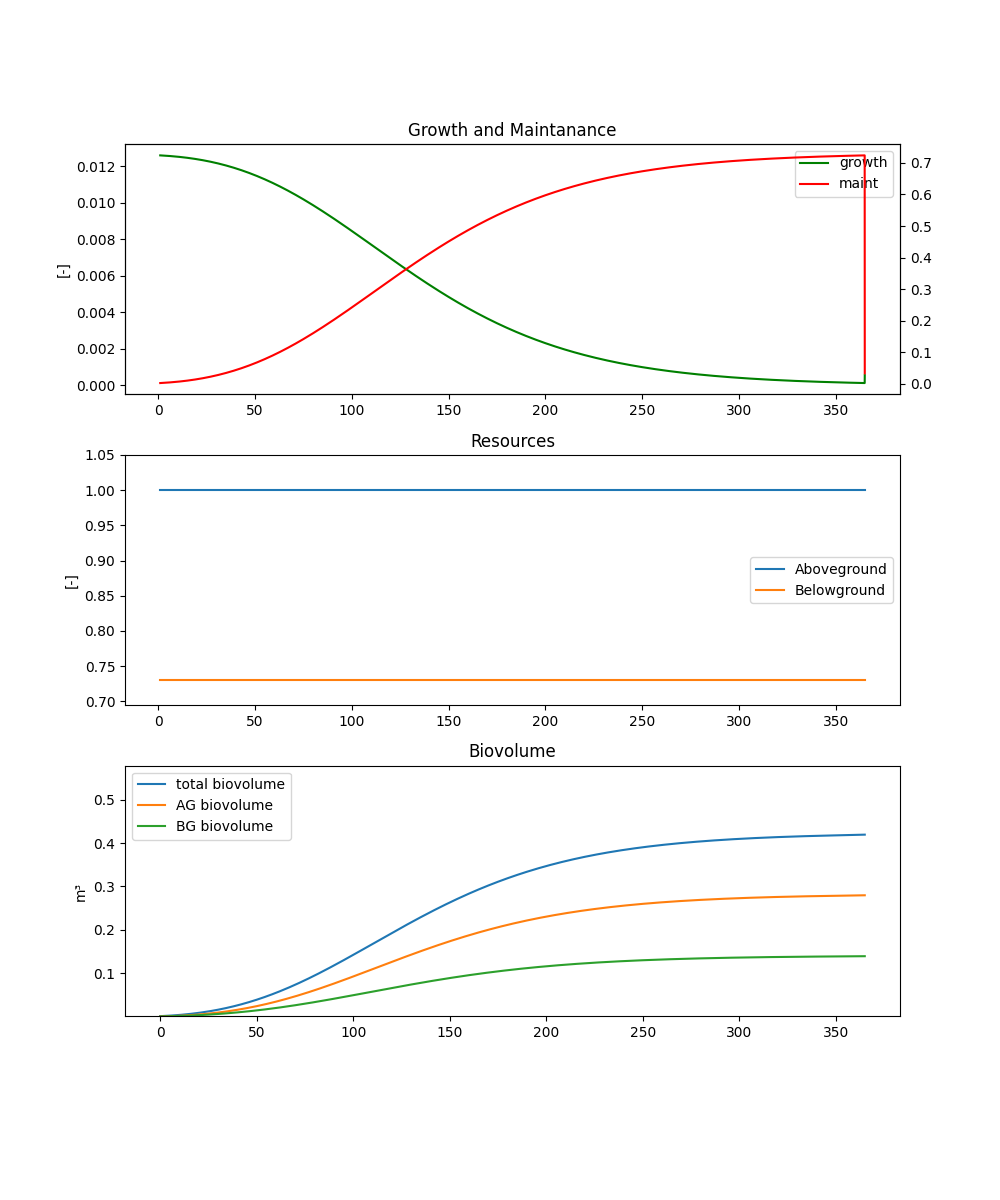 Growth and Maintanance
growth
maint
[-]
0.012
0.010
0.008
0.006
0.004
0.002
0.000
0.7
0.6
0.5
0.4
0.3
0.2
0.1
0.0
0 50 100 150 200 250 300 350
Resources
[-]
1.05
1.00
0.95
0.90
0.85
0.80
0.75
0.70
Aboveground
Belowground
0 50 100 150 200 250 300 350
Biovolume
total biovolume
AG biovolume
BG biovolume
m³
0.5
0.4
0.3
0.2
0.1
0 50 100 150 200 250 300 350